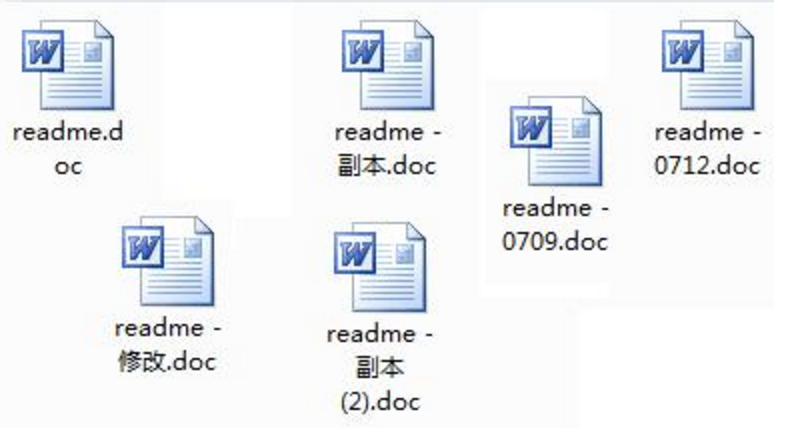 readme.d
oc
readme -
副本.doc
readme -
0709.doc
readme -
0712.doc
readme -
修改.doc
readme -
副本
(2).doc